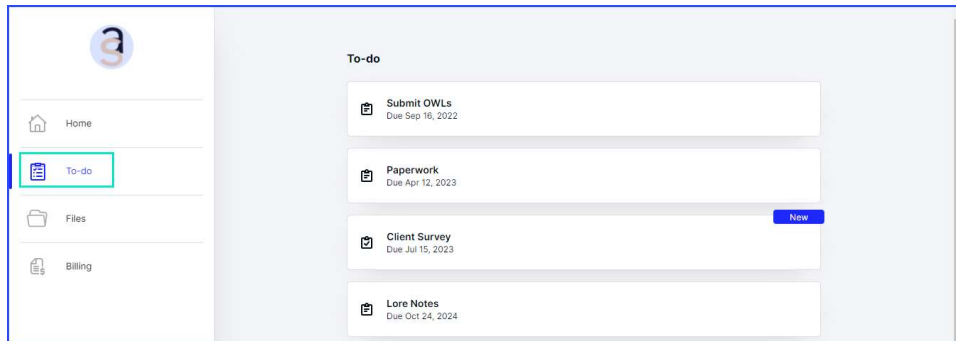 Home
To-do
Files
Billing
To-do
Submit OWLs
Due Sep 16, 2022
Paperwork
Due Apr 12, 2023
New
Client Survey
Due Jul 15, 2023
Lore Notes
Due Oct 24, 2024